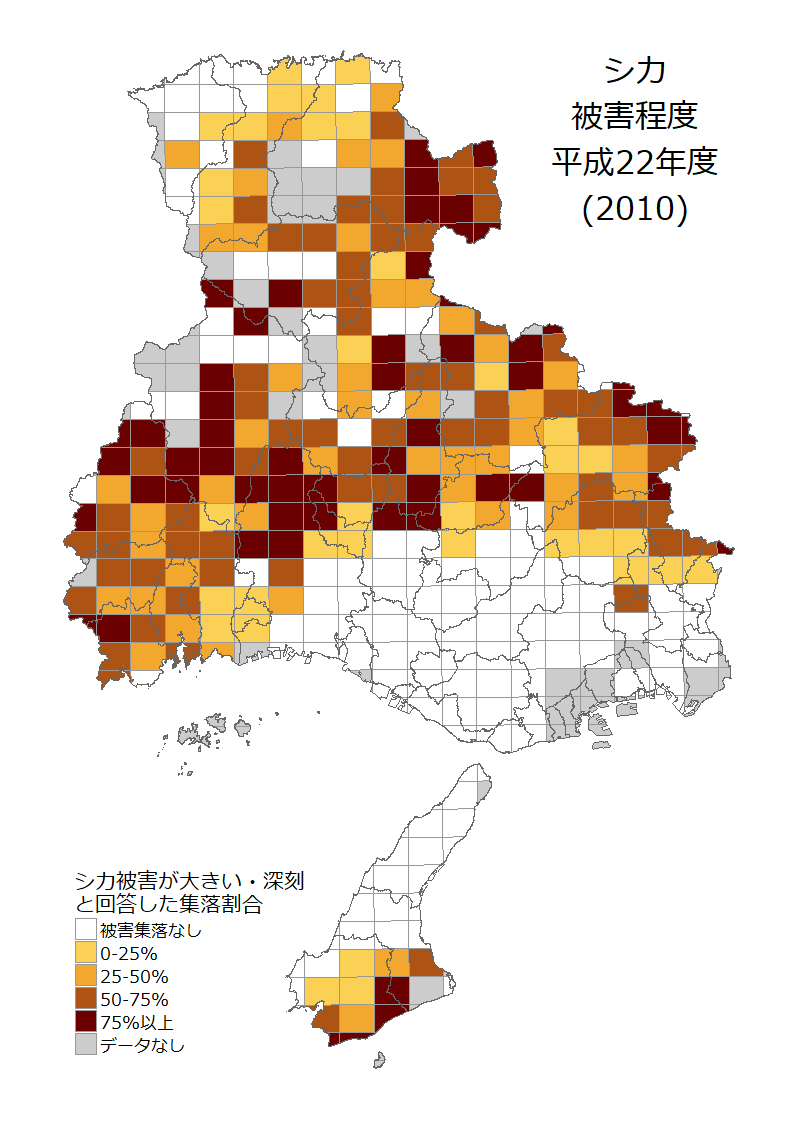 シカ
被害程度
平成22年度
(2010)
シカ被害が大きい・深刻
と回答した集落割合
被害集落なし
0-25%
25-50%
50-75%
75%以上
データなし